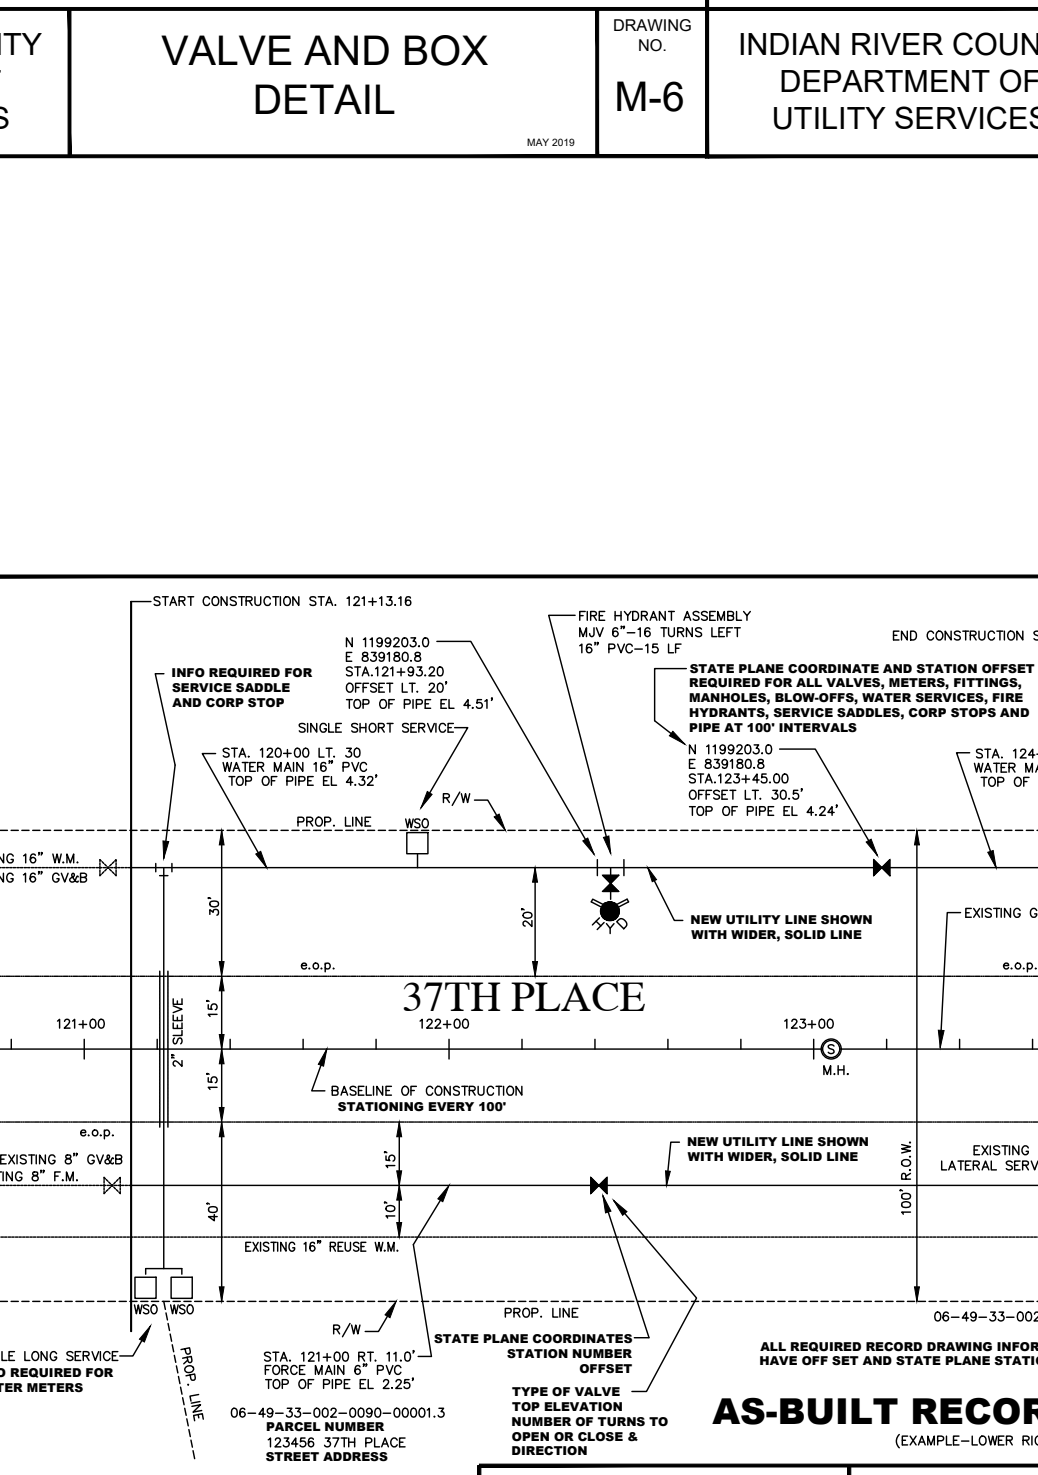 ITY
S
VALVE AND BOX
DETAIL
MAY 2019
DRAWING
NO.
M-6
INDIAN RIVER COUN
DEPARTMENT OF
UTILITY SERVICES
START CONSTRUCTION STA. 121+13.16
N 1199203.0
E 839180.8
STA.121+93.20
OFFSET LT. 20'
TOP OF PIPE EL 4.51'
FIRE HYDRANT ASSEMBLY
MJV 6"-16 TURNS LEFT
16" PVC-15 LF
END CONSTRUCTION S
INFO REQUIRED FOR
SERVICE SADDLE
AND CORP STOP
STATE PLANE COORDINATE AND STATION OFFSET
REQUIRED FOR ALL VALVES, METERS, FITTINGS,
MANHOLES, BLOW-OFFS, WATER SERVICES, FIRE
HYDRANTS, SERVICE SADDLES, CORP STOPS AND
PIPE AT 100' INTERVALS
SINGLE SHORT SERVICE
STA. 120+00 LT. 30
WATER MAIN 16" PVC
TOP OF PIPE EL 4.32'
N 1199203.0
E 839180.8
STA.123+45.00
OFFSET LT. 30.5'
TOP OF PIPE EL 4.24'
STA. 124+
WATER MA
TOP OF
R/W
PROP. LINE
WSO
NG 16" W.M.
NG 16" GV&B
30'
20'
HYD
NEW UTILITY LINE SHOWN
WITH WIDER, SOLID LINE
EXISTING G
e.o.p.
e.o.p.
37TH PLACE
15'
2" SLEEVE
121+00
122+00
123+00
S
M.H.
15'
BASELINE OF CONSTRUCTION
STATIONING EVERY 100'
e.o.p.
EXISTING 8" GV&B
TING 8" F.M.
15'
NEW UTILITY LINE SHOWN
WITH WIDER, SOLID LINE
100' R.O.W.
EXISTING
LATERAL SERV
40'
10'
EXISTING 16" REUSE W.M.
WSO
WSO
PROP. LINE
06-49-33-002
R/W
STATE PLANE COORDINATES
STATION NUMBER
OFFSET
ALL REQUIRED RECORD DRAWING INFOR
HAVE OFF SET AND STATE PLANE STATIO
LE LONG SERVICE
O REQUIRED FOR
TER METERS
PROP. LINE
STA. 121+00 RT. 11.0'
FORCE MAIN 6" PVC
TOP OF PIPE EL 2.25'
TYPE OF VALVE
TOP ELEVATION
NUMBER OF TURNS TO
OPEN OR CLOSE &
DIRECTION
06-49-33-002-0090-00001.3
PARCEL NUMBER
123456 37TH PLACE
STREET ADDRESS
AS-BUILT RECOR
(EXAMPLE-LOWER RIG